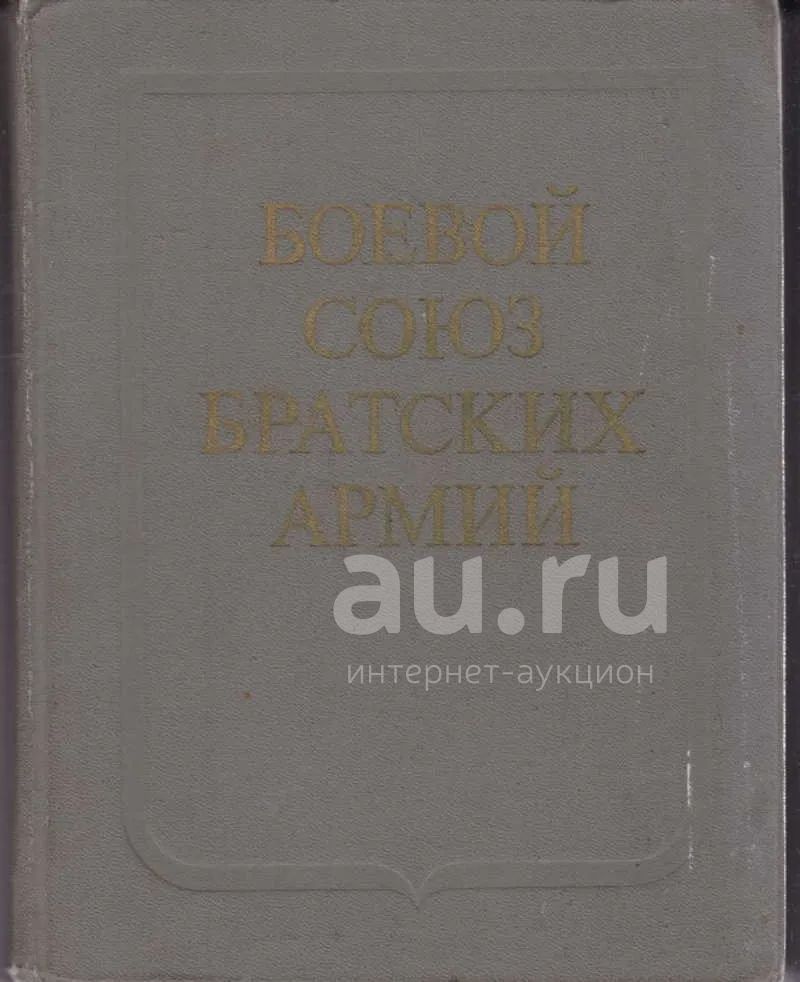 БОЕВОЙ
СОЮЗ
БРАТСКИХ
АРМИЙ
au.ru
интернет-аукцион